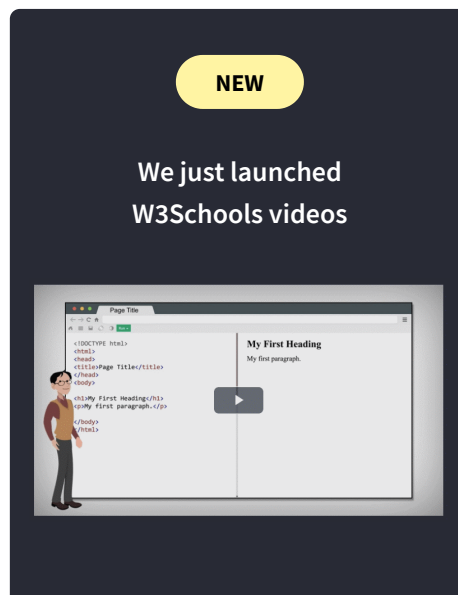 NEW
We just launched
W3Schools videos
Page Title
<!DOCTYPE html>
<html>
<head>
<title>Page Title</title>
</head>
<body>
<h1>My First Heading</h1>
<p>My first paragraph.</p>
</body>
</html>
My First Heading
My first paragraph.